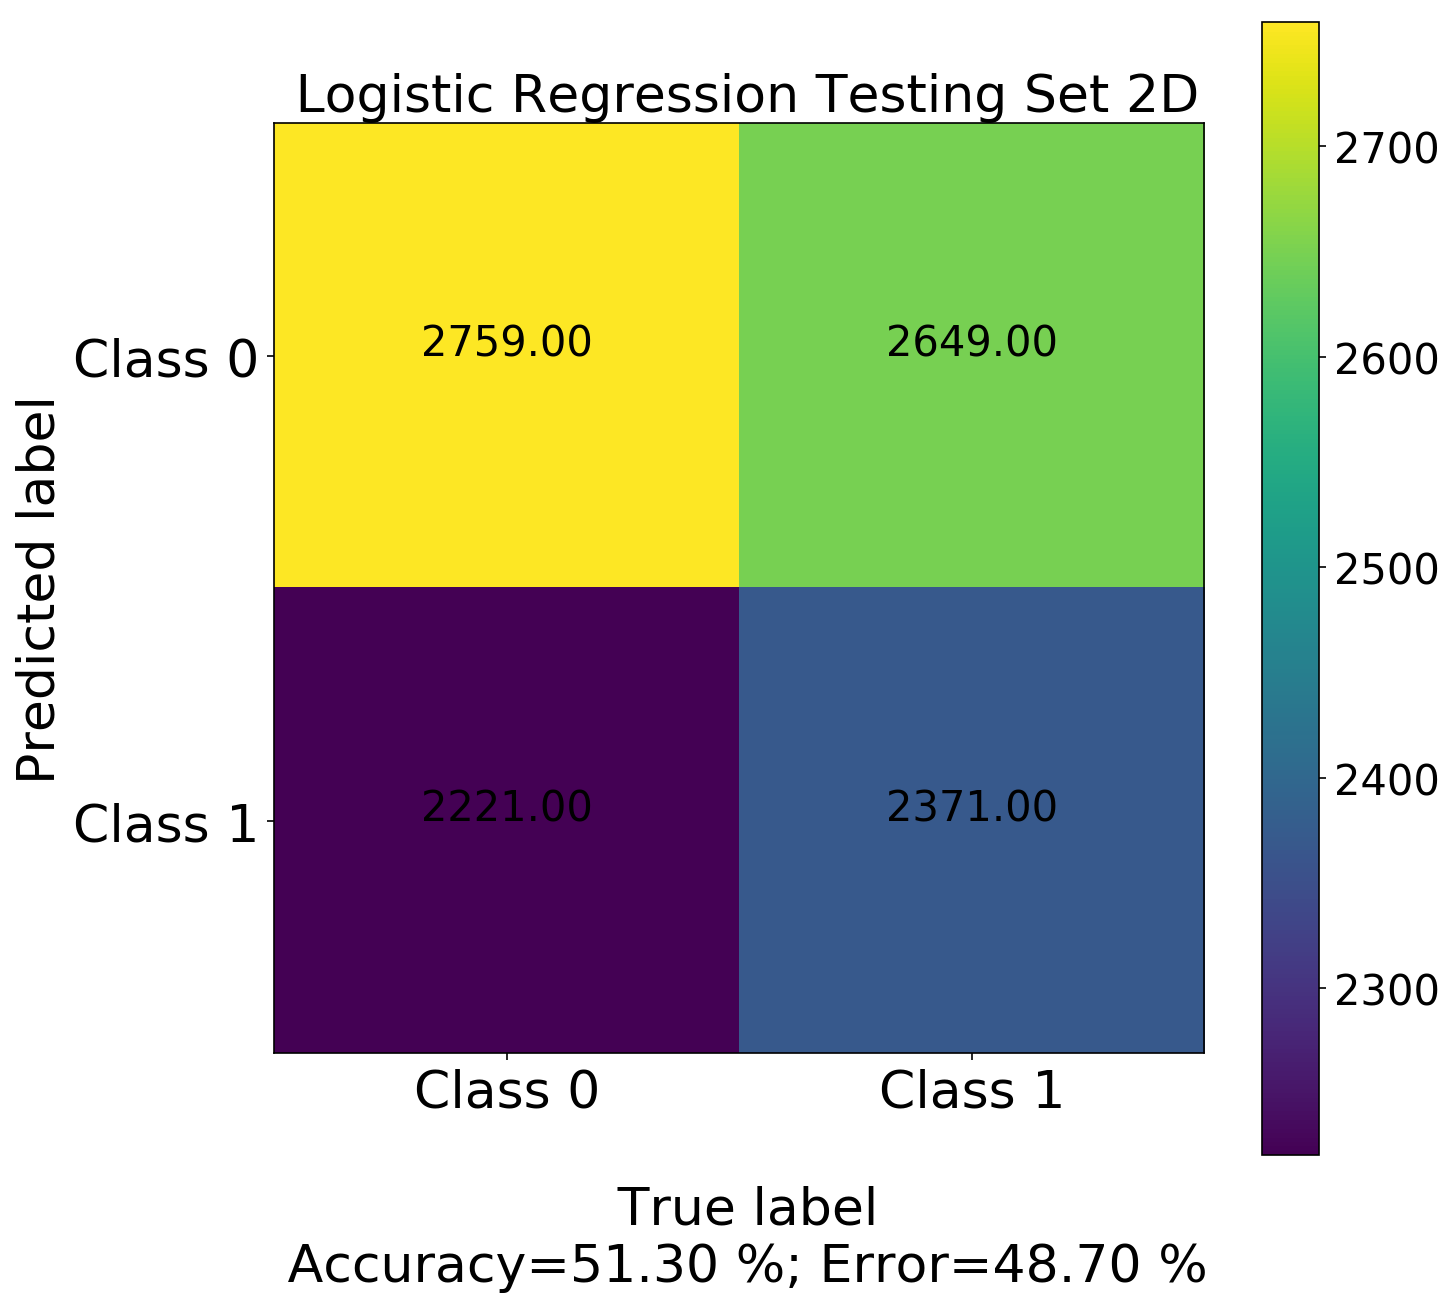 Logistic Regression Testing Set 2D
2700
2759.00 2649.00
Class 0
2600
Predicted label
2500
2400
2221.00 2371.00
Class 1
2300
Class 0 Class 1
True label
Accuracy=51.30 %; Error=48.70 %